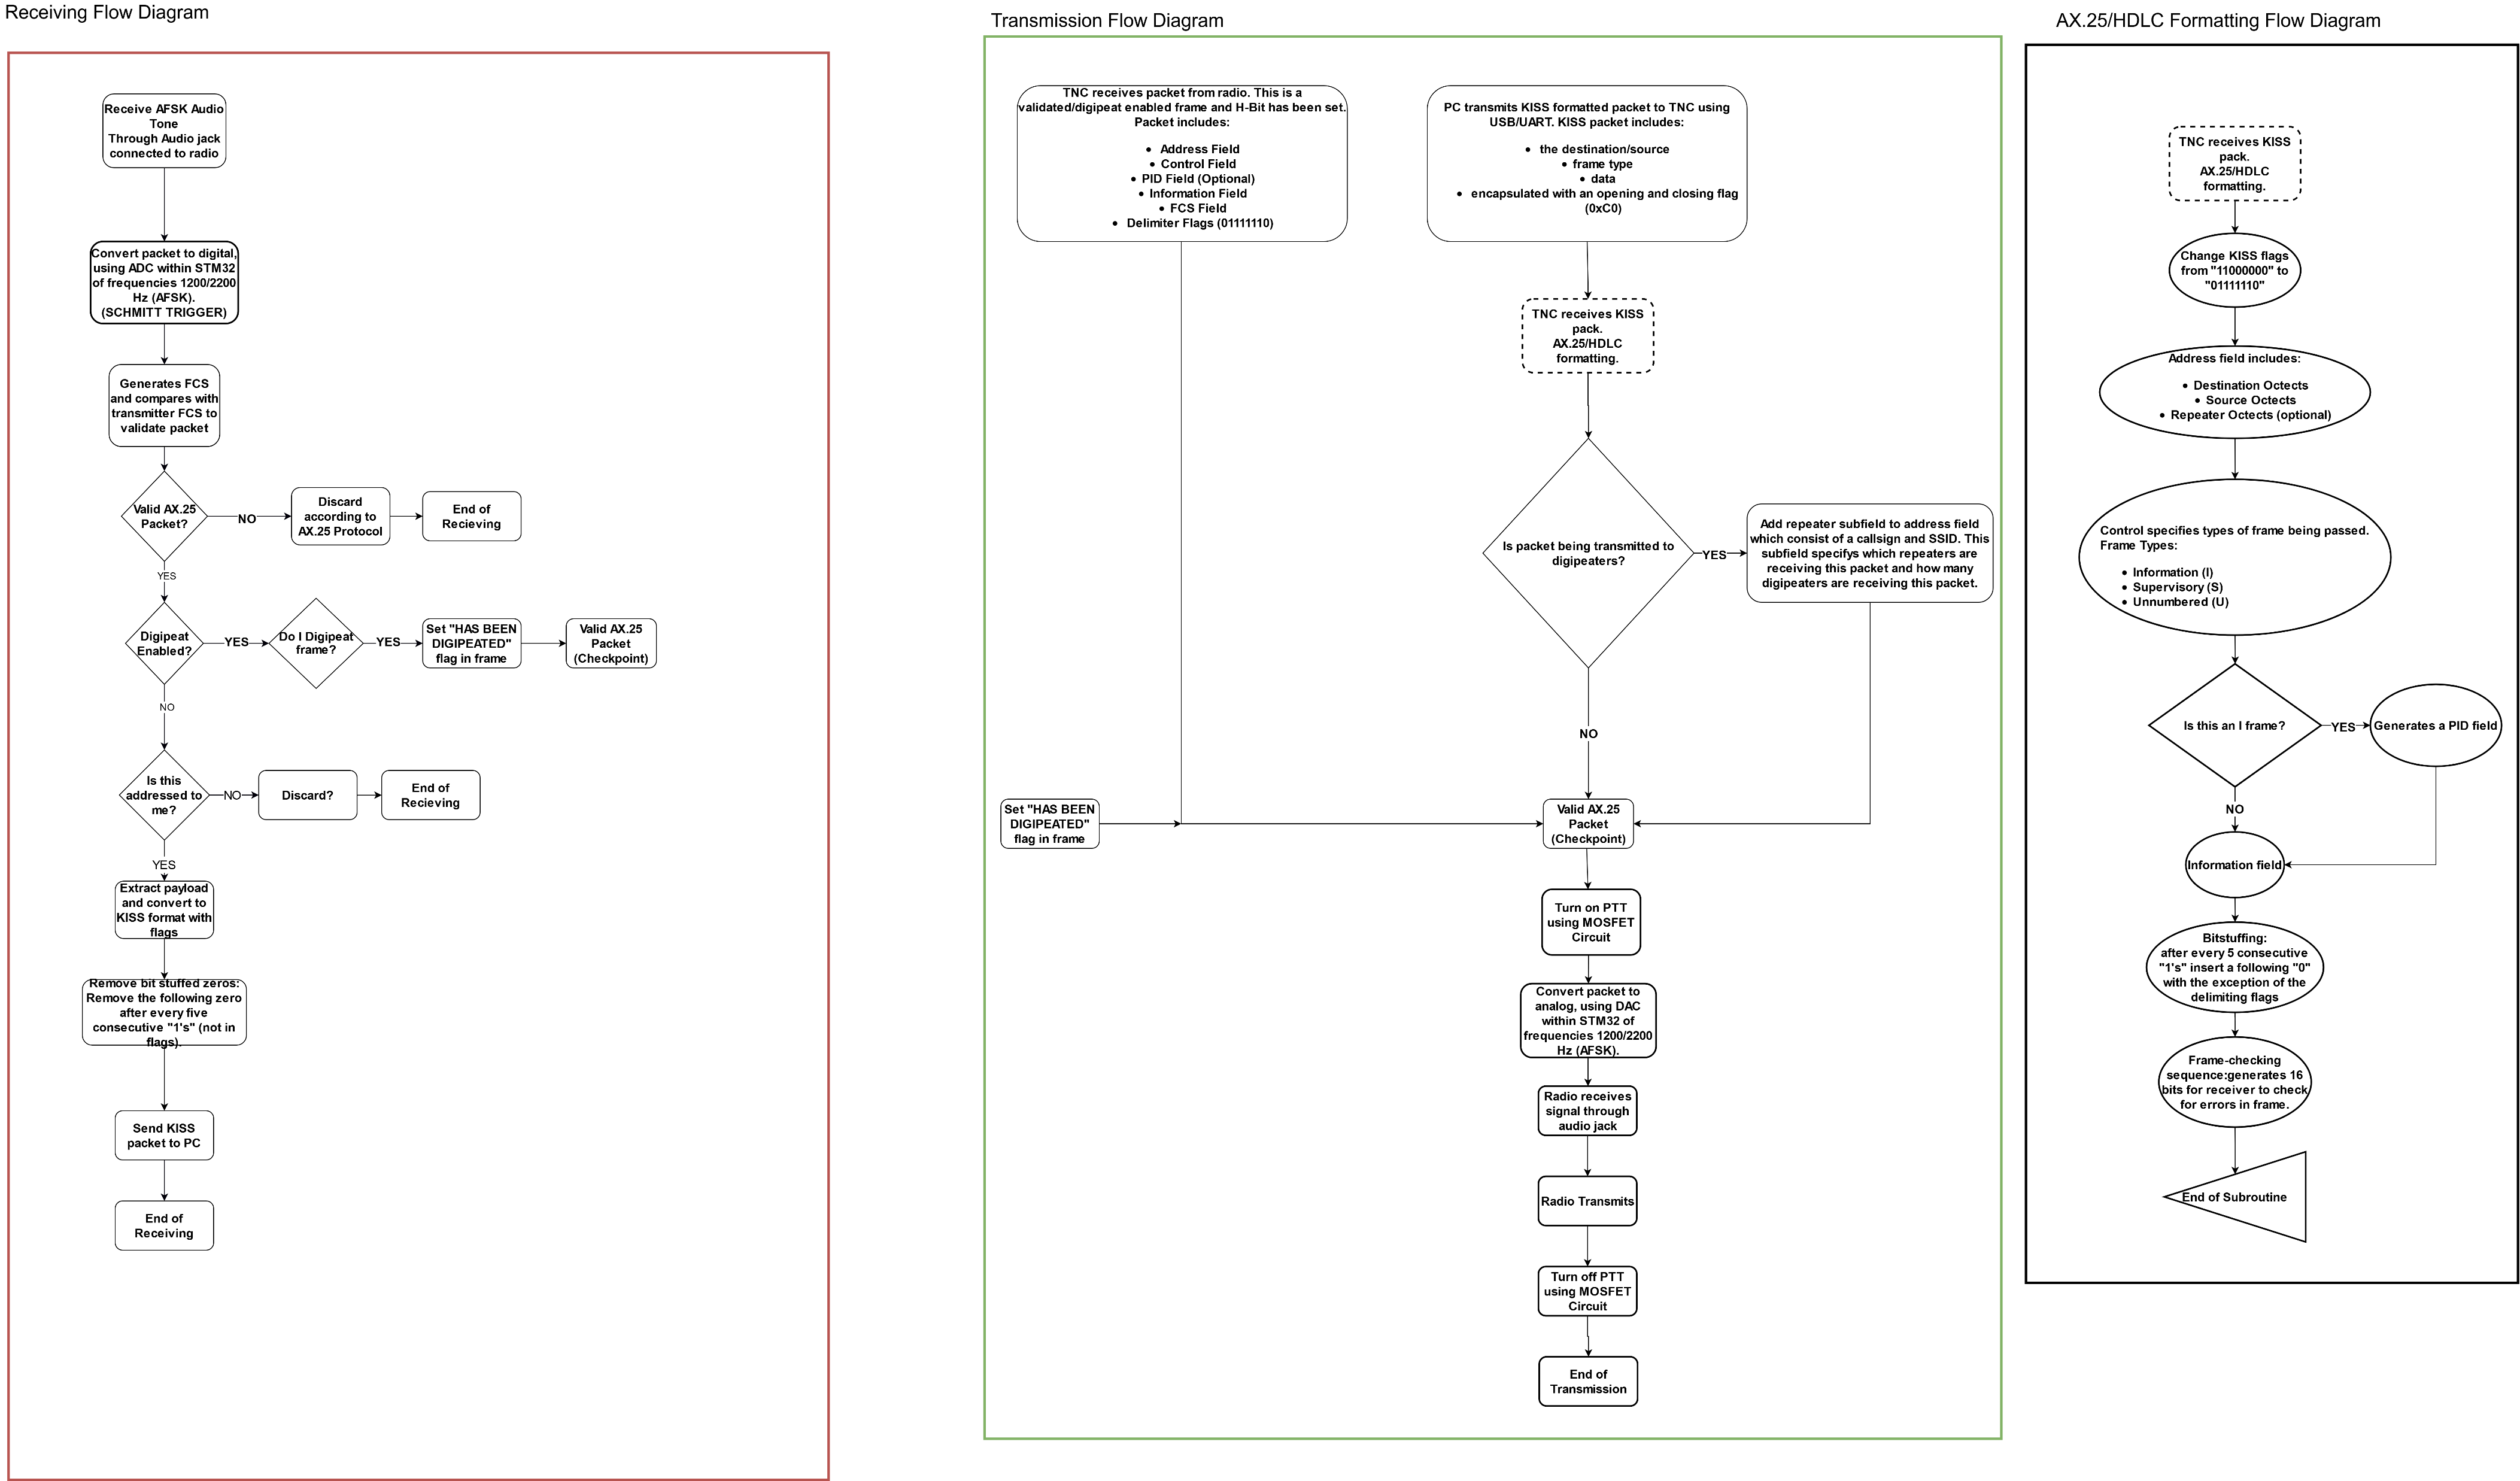 Receiving Flow Diagram
Receive AFSK Audio
Tone
Through Audio jack
connected to radio
Convert packet to digital,
using ADC within STM32
of frequencies 1200/2200
Hz (AFSK).
(SCHMITT TRIGGER)
Generates FCS
and compares with
transmitter FCS to
validate packet
Valid AX.25
Packet?
NO
Discard
according to
AX.25 Protocol
End of
Recieving
YES
Digipeat
Enabled?
YES
Do I Digipeat
frame?
YES
Set "HAS BEEN
DIGIPEATED"
flag in frame
Valid AX.25
Packet
(Checkpoint)
NO
Is this
addressed to
me?
NO
Discard?
End of
Recieving
YES
Extract payload
and convert to
KISS format with
flags
Remove bit stuffed zeros:
Remove the following zero
after every five
consecutive "1's" (not in
flags).
Send KISS
packet to PC
End of
Receiving
Transmission Flow Diagram
TNC receives packet from radio. This is a
validated/digipeat enabled frame and H-Bit has been set.
Packet includes:
• Address Field
• Control Field
• PID Field (Optional)
• Information Field
• FCS Field
• Delimiter Flags (01111110)
PC transmits KISS formatted packet to TNC using
USB/UART. KISS packet includes:
• the destination/source
• frame type
• data
• encapsulated with an opening and closing flag
(0xC0)
TNC receives KISS
pack.
AX.25/HDLC
formatting.
Is packet being transmitted to
digipeaters?
YES
Add repeater subfield to address field
which consist of a callsign and SSID. This
subfield specifys which repeaters are
receiving this packet and how many
digipeaters are receiving this packet.
NO
Set "HAS BEEN
DIGIPEATED"
flag in frame
Valid AX.25
Packet
(Checkpoint)
Turn on PTT
using MOSFET
Circuit
Convert packet to
analog, using DAC
within STM32 of
frequencies 1200/2200
Hz (AFSK).
Radio receives
signal through
audio jack
Radio Transmits
Turn off PTT
using MOSFET
Circuit
End of
Transmission
AX.25/HDLC Formatting Flow Diagram
TNC receives KISS
pack.
AX.25/HDLC
formatting.
Change KISS flags
from "11000000" to
"01111110"
Address field includes:
• Destination Octects
• Source Octects
• Repeater Octects (optional)
Control specifies types of frame being passed.
Frame Types:
• Information (I)
• Supervisory (S)
• Unnumbered (U)
Is this an I frame?
YES
Generates a PID field
NO
Information field
Bitstuffing:
after every 5 consecutive
"1's" insert a following "0"
with the exception of the
delimiting flags
Frame-checking
sequence:generates 16
bits for receiver to check
for errors in frame.
End of Subroutine